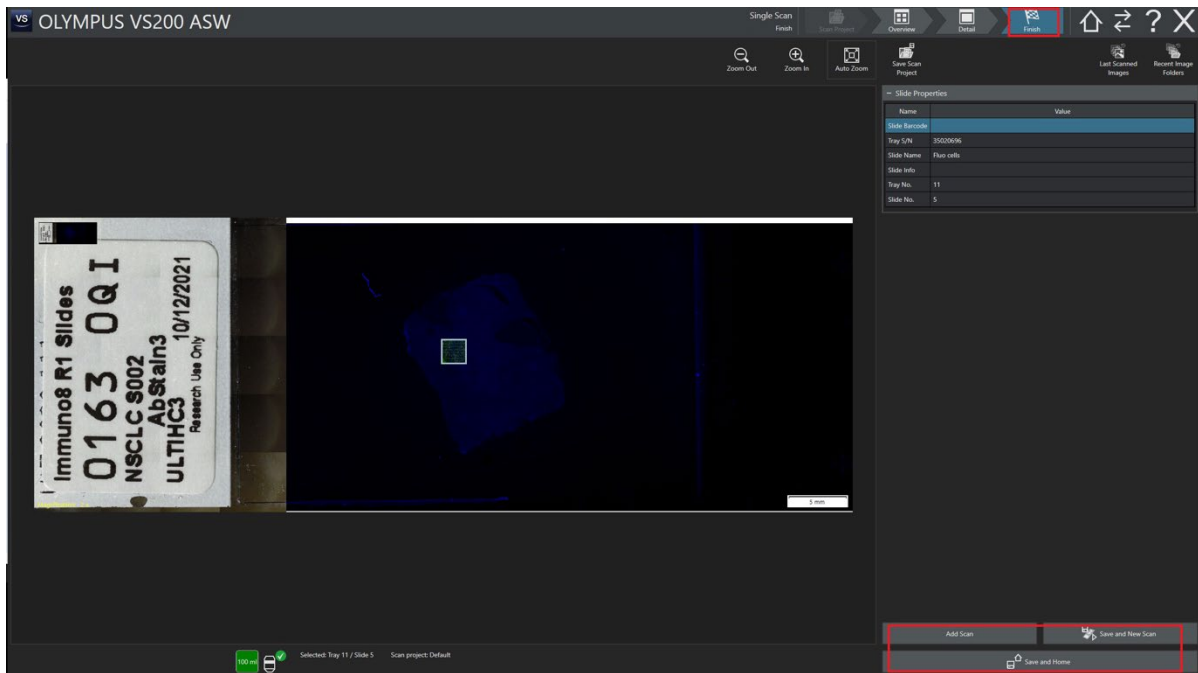 VS OLYMPUS VS200 ASW
Single Scan
Finish
Scan Project
Overview
Detail
Finish
Zoom Out
Zoom In
Auto Zoom
Save Scan
Project
Last Scanned
Images
Recent Image
Folders
Slide Properties
Name Value
Slide Barcode
Tray S/N 35020696
Slide Name Fluo cells
Slide Info
Tray No. 11
Slide No. 5
Immuno8 R1 Slides
0163 0QI
NSCLC S002
AbStain3
ULTIHC3 10/12/2021
Research Use Only
5 mm
Add Scan
Save and New Scan
Save and Home
100 ml
Selected: Tray 11 / Slide 5 Scan project: Default